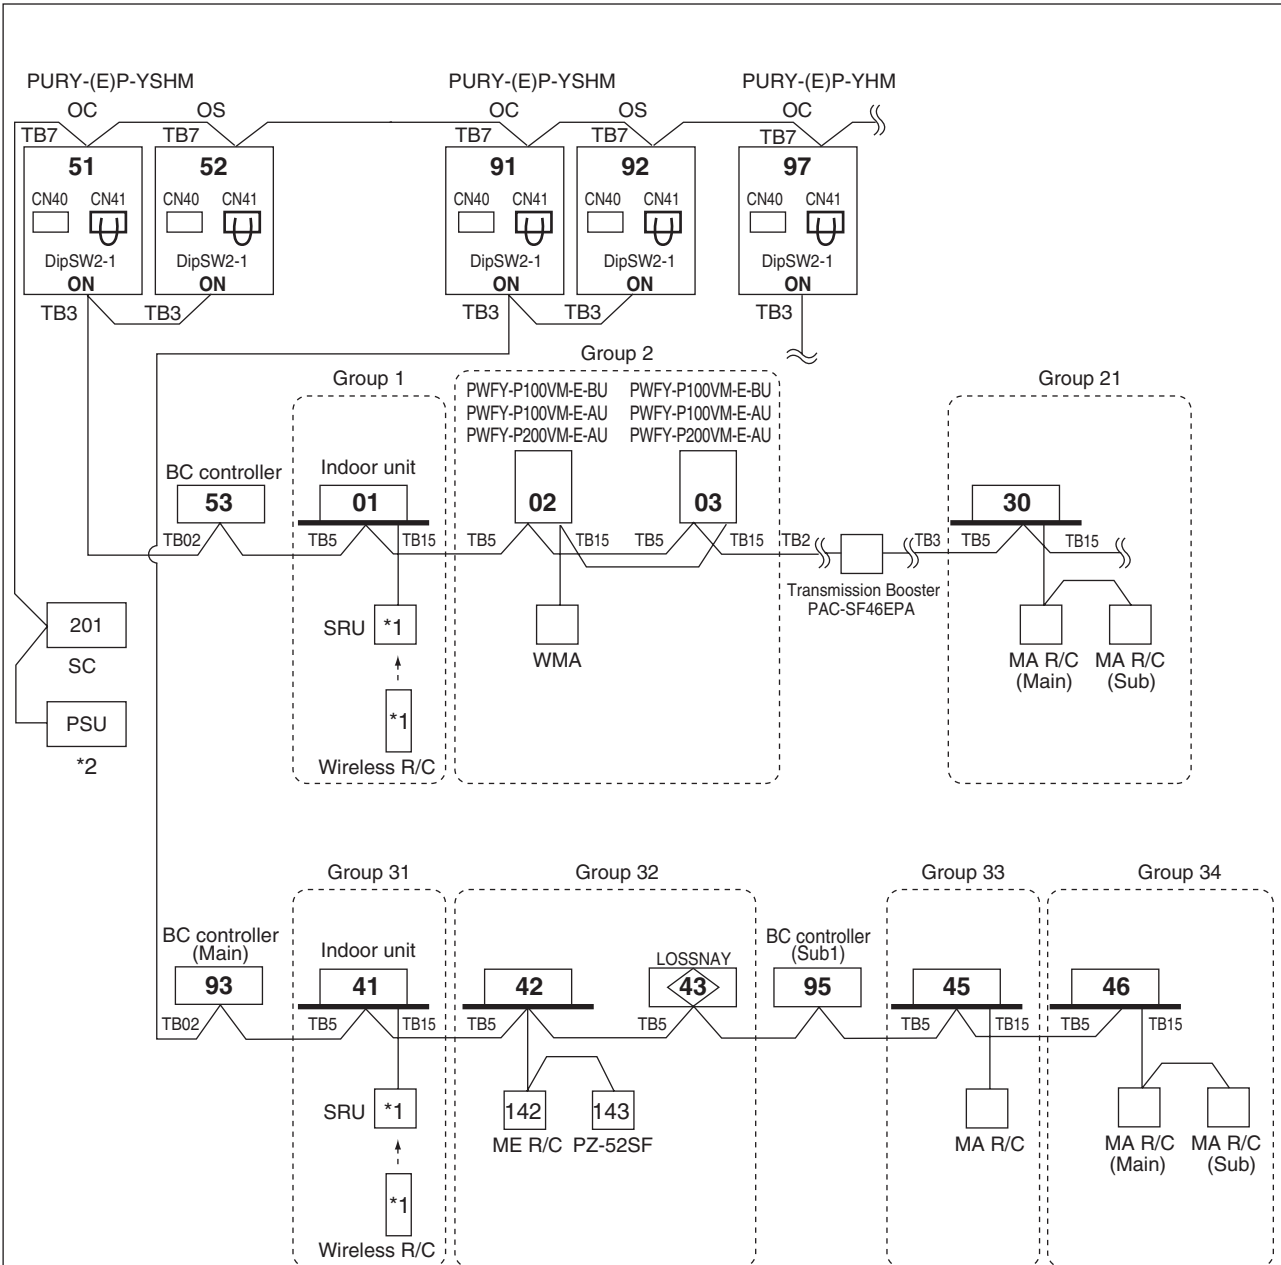 PURY-(E)P-YSHM PURY-(E)P-YSHM PURY-(E)P-YHM
OC OS OC OS OC
TB7 TB7 TB7 TB7 TB7
51 52 91 92 97
CN40 CN41 CN40 CN41 CN40 CN41 CN40 CN41 CN40 CN41
DipSW2-1 DipSW2-1 DipSW2-1 DipSW2-1 DipSW2-1
ON ON ON ON ON
TB3 TB3 TB3 TB3 TB3
Group 1 Group 2 Group 21
PWFY-P100VM-E-BU PWFY-P100VM-E-BU
PWFY-P100VM-E-AU PWFY-P100VM-E-AU
PWFY-P200VM-E-AU PWFY-P200VM-E-AU
BC controller Indoor unit
53 01 02 03 30
TB02 TB5 TB15 TB5 TB15 TB5 TB15 TB2 TB3 TB5 TB15
Transmission Booster
PAC-SF46EPA
201
SC
SRU *1
WMA
MA R/C
(Main)
MA R/C
(Sub)
PSU
*2
*1
Wireless R/C
Group 31 Group 32 Group 33 Group 34
BC controller
(Main)
Indoor unit
LOSSNAY
BC controller
(Sub1)
93 41 42 43 95 45 46
TB02 TB5 TB15 TB5 TB5 TB5 TB15 TB5 TB15
SRU *1
142 143
ME R/C PZ-52SF
MA R/C
MA R/C
(Main)
MA R/C
(Sub)
*1
Wireless R/C